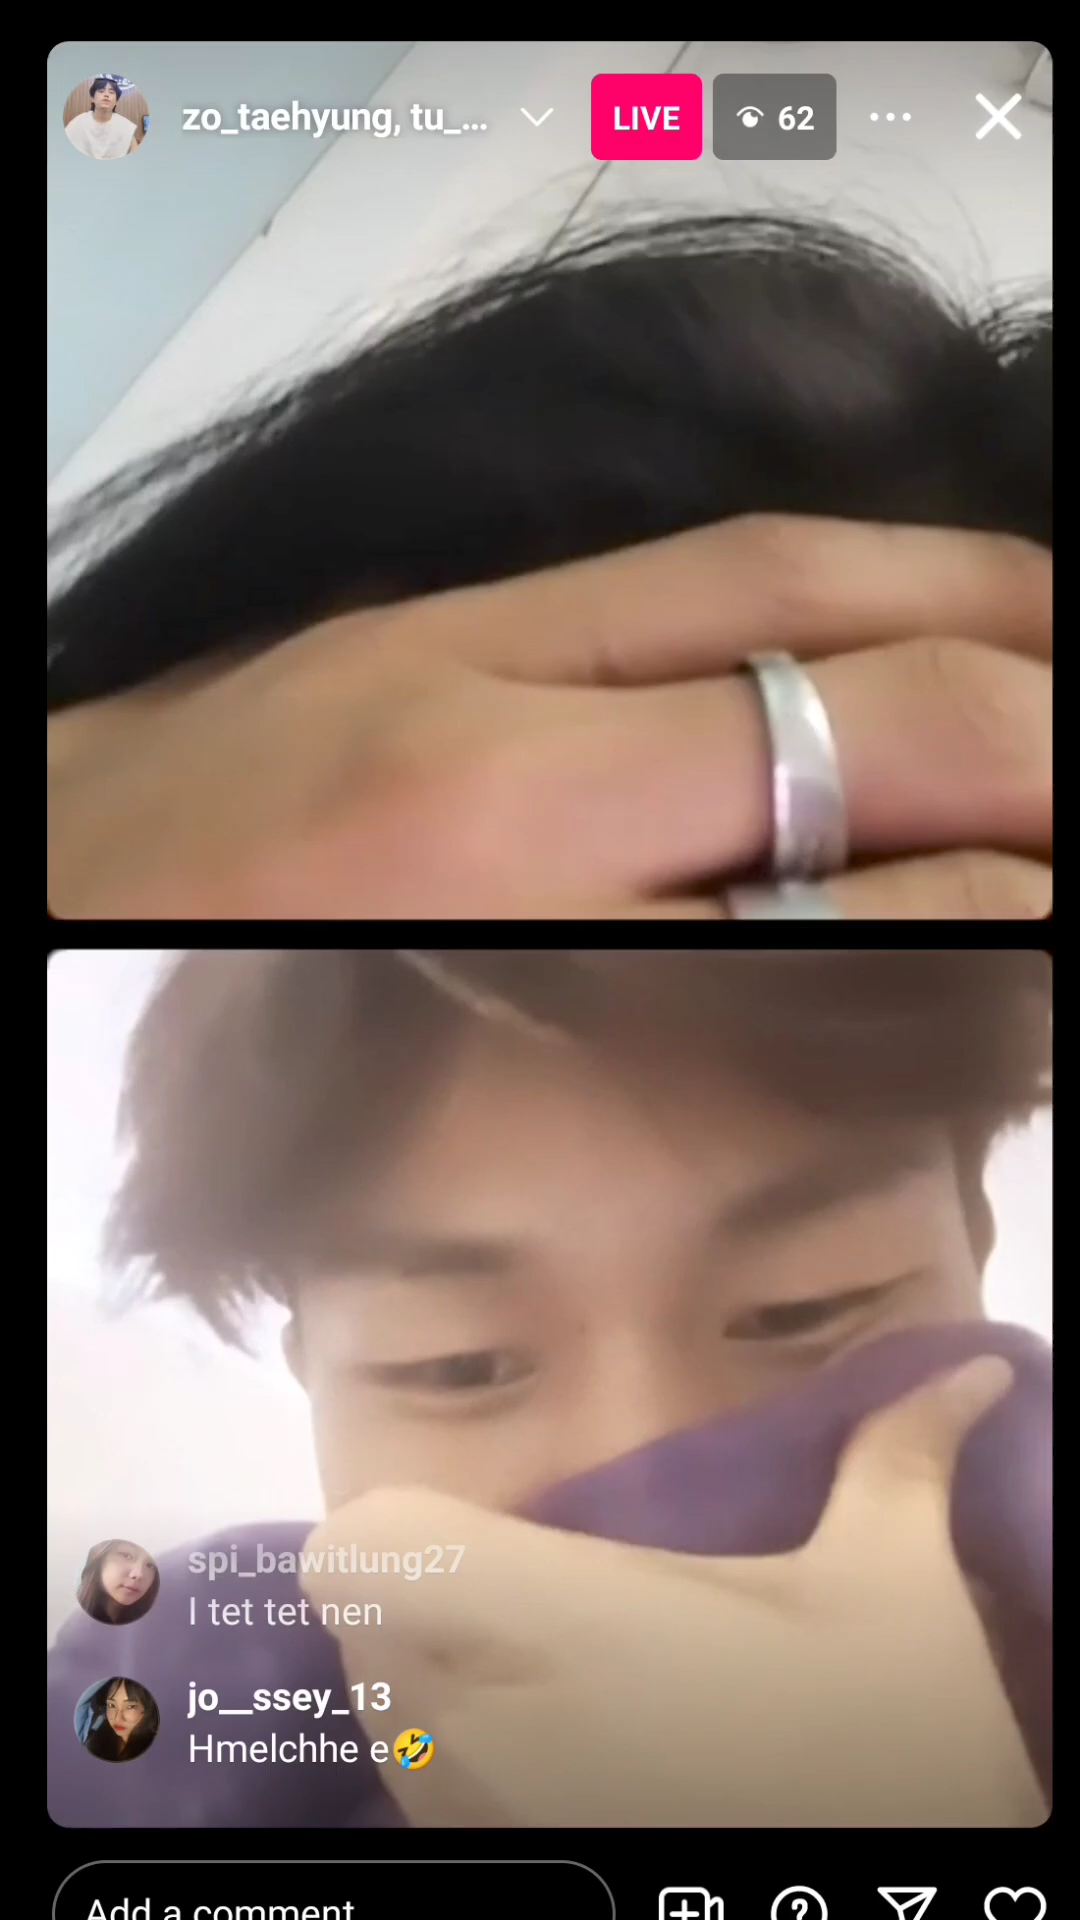 zo_taehyung, tu_...
LIVE
62
spi_bawitlung27
I tet tet nen
jo__ssey_13
Hmelchhe e🤣
Add a comment